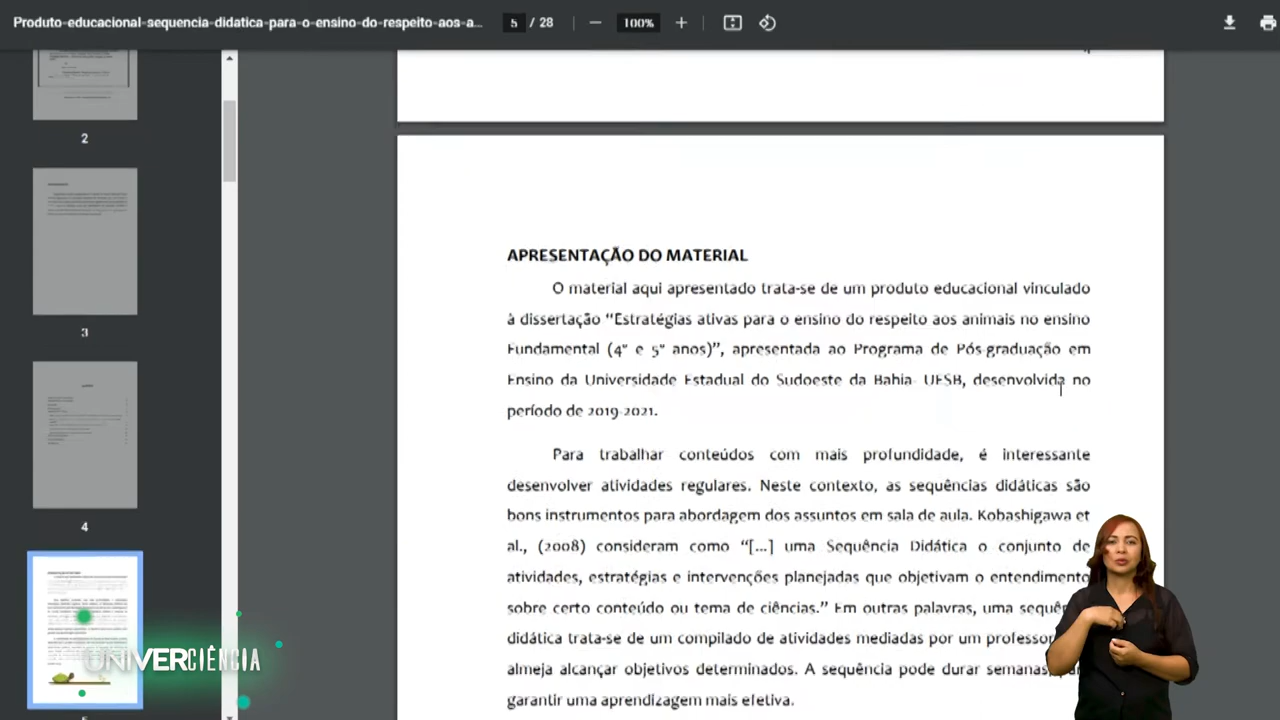 Produto-educacional-sequencia-didatica-para-o-ensino-do-respeito-aos-a...
5 / 28
100%
2
3
4
APRESENTAÇÃO DO MATERIAL
O material aqui apresentado trata-se de um produto educacional vinculado
à dissertação “Estratégias ativas para o ensino do respeito aos animais no ensino
Fundamental (4º e 5º anos)”, apresentada ao Programa de Pós-graduação em
Ensino da Universidade Estadual do Sudoeste da Bahia- UESB, desenvolvida no
período de 2019-2021.
Para trabalhar conteúdos com mais profundidade, é interessante
desenvolver atividades regulares. Neste contexto, as sequências didáticas são
bons instrumentos para abordagem dos assuntos em sala de aula. Kobashigawa et
al., (2008) consideram como “[...] uma Sequência Didática o conjunto de
atividades, estratégias e intervenções planejadas que objetivam o entendimento
sobre certo conteúdo ou tema de ciências.” Em outras palavras, uma
didática trata-se de um compilado de atividades mediadas por um
almeja alcançar objetivos determinados. A sequência pode durar semanas,
garantir uma aprendizagem mais efetiva.
UNIVERCIÊNCIA